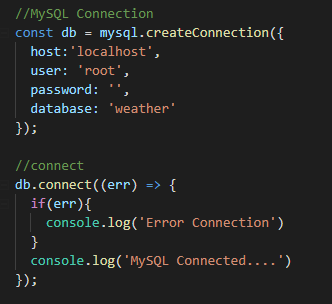 //MySQL Connection
const db = mysql.createConnection({
  host:'localhost',
  user: 'root',
  password: '',
  database: 'weather'
});

//connect
db.connect((err) => {
  if(err){
    console.log('Error Connection')
  }
  console.log('MySQL Connected....')
});